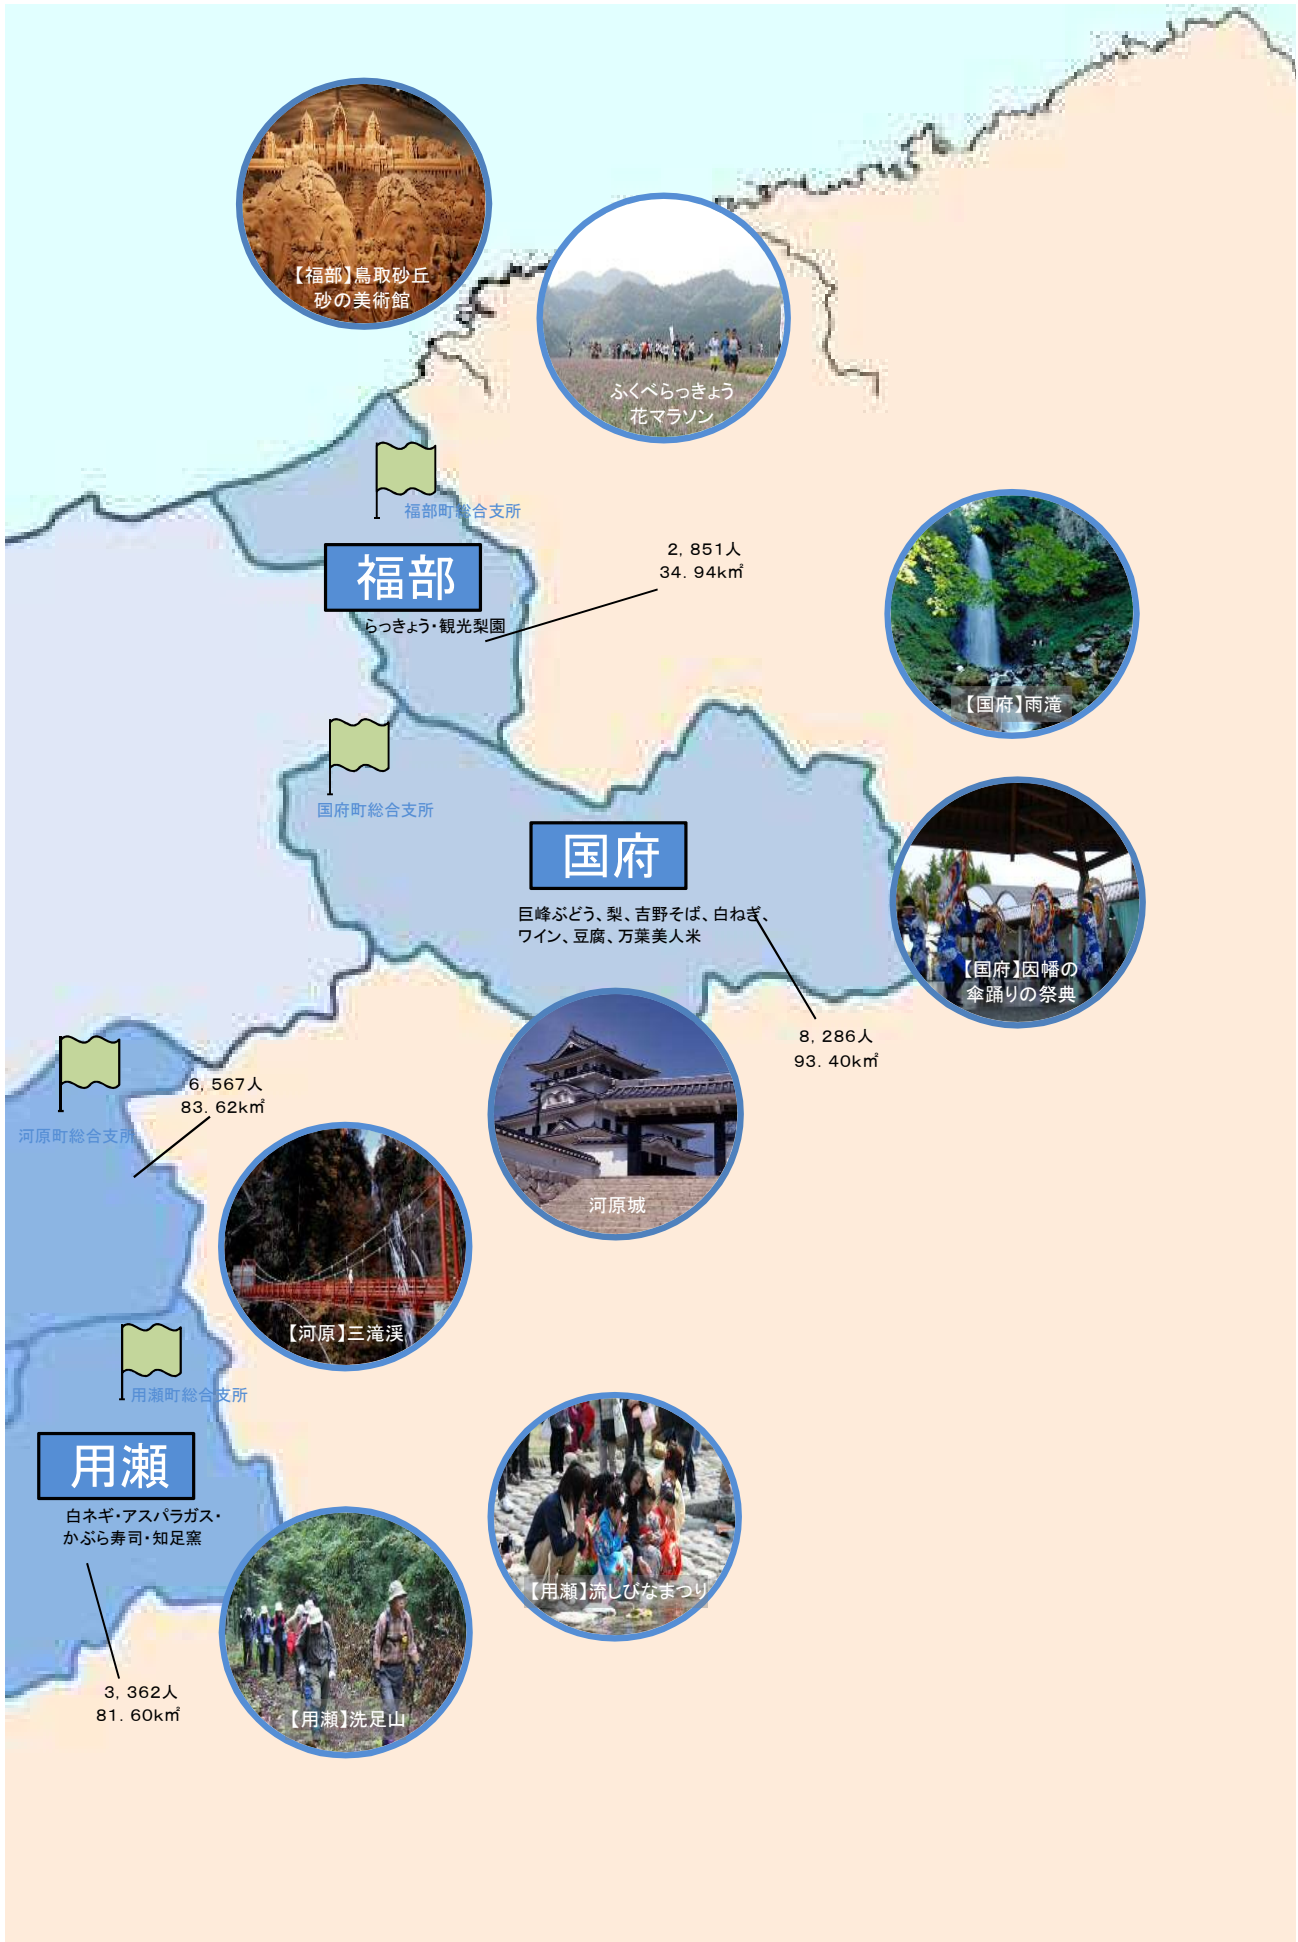 【福部】鳥取砂丘
砂の美術館
ふくべらっきょう
花マラソン
福部町総合支所
福部
らっきょう・観光梨園
2, 851人
34. 94k㎡
【国府】雨滝
国府町総合支所
国府
巨峰ぶどう、梨、吉野そば、白ねぎ、
ワイン、豆腐、万葉美人米
【国府】因幡の
傘踊りの祭典
8, 286人
93. 40k㎡
6, 567人
83. 62k㎡
河原町総合支所
河原城
【河原】三滝渓
用瀬町総合支所
用瀬
白ネギ・アスパラガス・
かぶら寿司・知足窯
【用瀬】流しびなまつり
3, 362人
81. 60k㎡
【用瀬】洗足山